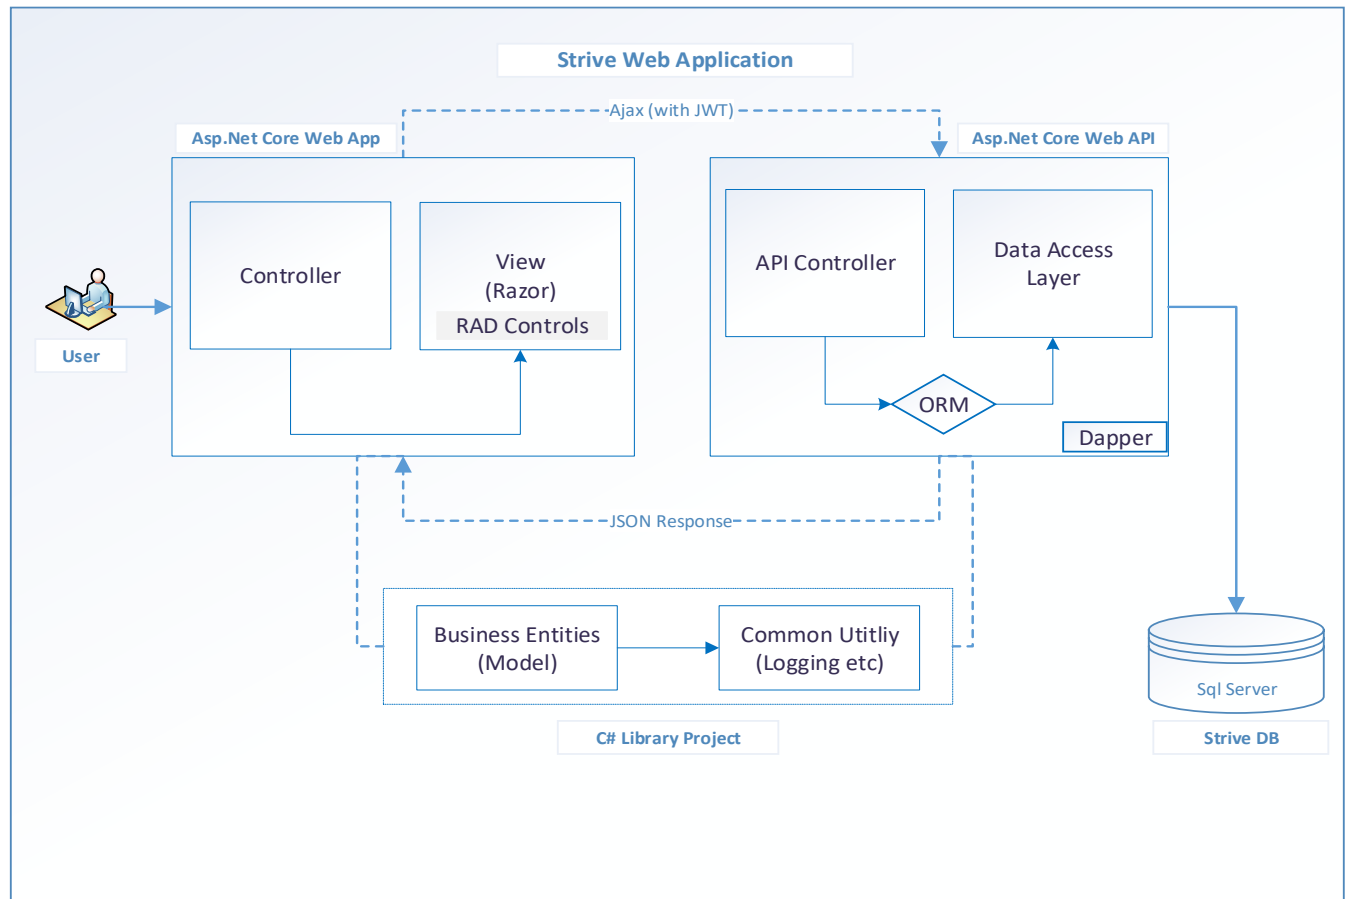 Strive Web Application
Ajax (with JWT)
Asp.Net Core Web App
Asp.Net Core Web API
Controller
View
(Razor)
RAD Controls
API Controller
Data Access
Layer
User
ORM
Dapper
JSON Response
Business Entities
(Model)
Common Utitliy
(Logging etc)
Sql Server
C# Library Project
Strive DB